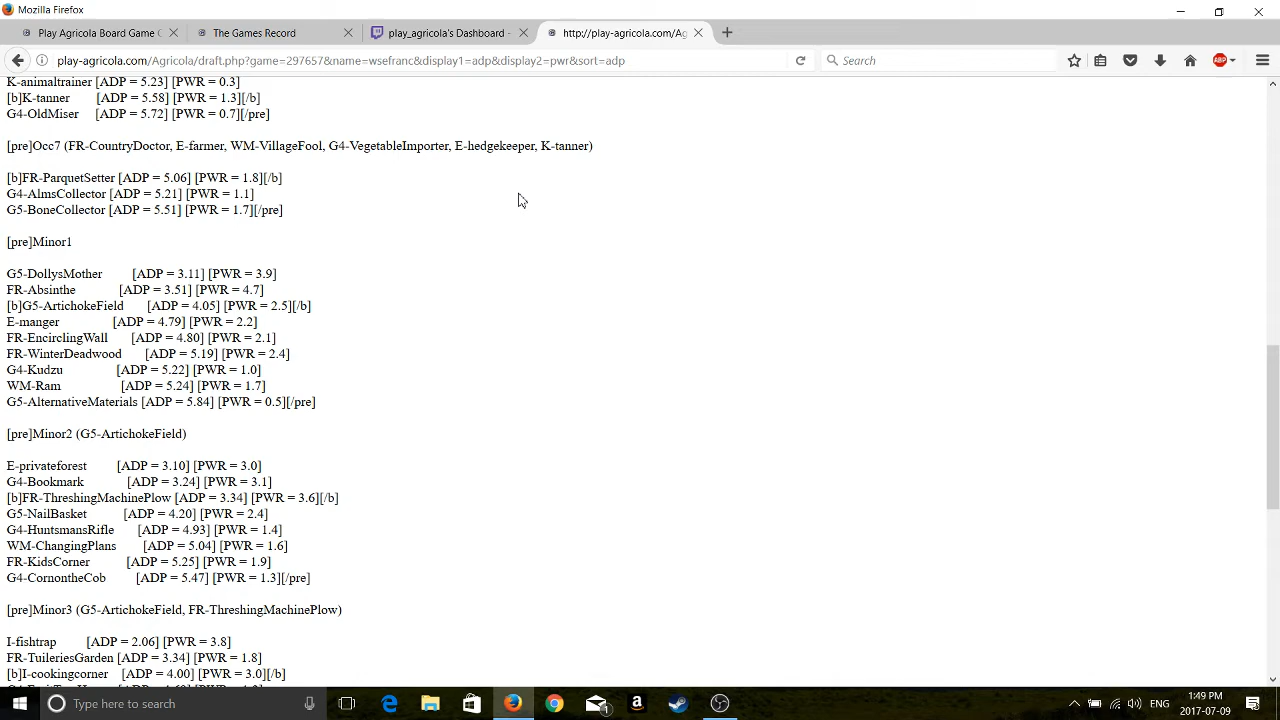 Mozilla Firefox
Play Agricola Board Game (
The Games Record
play_agricola's Dashboard -
http://play-agricola.com/Ag
play-agricola.com/Agricola/draft.php?game=297657&name=wsefranc&display1=adp&display2=pwr&sort=adp
Search
ABP
K-animaltrainer [ADP = 5.23] [PWR = 0.3]
[b]K-tanner [ADP = 5.58] [PWR = 1.3][/b]
G4-OldMiser [ADP = 5.72] [PWR = 0.7][/pre]
[pre]Occ7 (FR-CountryDoctor, E-farmer, WM-VillageFool, G4-VegetableImporter, E-hedgekeeper, K-tanner)
[b]FR-ParquetSetter [ADP = 5.06] [PWR = 1.8][/b]
G4-AlmsCollector [ADP = 5.21] [PWR = 1.1]
G5-BoneCollector [ADP = 5.51] [PWR = 1.7][/pre]
[pre]Minor1
G5-DollysMother [ADP = 3.11] [PWR = 3.9]
FR-Absinthe [ADP = 3.51] [PWR = 4.7]
[b]G5-ArtichokeField [ADP = 4.05] [PWR = 2.5][/b]
E-manger [ADP = 4.79] [PWR = 2.2]
FR-EncirclingWall [ADP = 4.80] [PWR = 2.1]
FR-WinterDeadwood [ADP = 5.19] [PWR = 2.4]
G4-Kudzu [ADP = 5.22] [PWR = 1.0]
WM-Ram [ADP = 5.24] [PWR = 1.7]
G5-AlternativeMaterials [ADP = 5.84] [PWR = 0.5][/pre]
[pre]Minor2 (G5-ArtichokeField)
E-privateforest [ADP = 3.10] [PWR = 3.0]
G4-Bookmark [ADP = 3.24] [PWR = 3.1]
[b]FR-ThreshingMachinePlow [ADP = 3.34] [PWR = 3.6][/b]
G5-NailBasket [ADP = 4.20] [PWR = 2.4]
G4-HuntsmansRifle [ADP = 4.93] [PWR = 1.4]
WM-ChangingPlans [ADP = 5.04] [PWR = 1.6]
FR-KidsCorner [ADP = 5.25] [PWR = 1.9]
G4-CornontheCob [ADP = 5.47] [PWR = 1.3][/pre]
[pre]Minor3 (G5-ArtichokeField, FR-ThreshingMachinePlow)
I-fishtrap [ADP = 2.06] [PWR = 3.8]
FR-TuileriesGarden [ADP = 3.34] [PWR = 1.8]
[b]I-cookingcorner [ADP = 4.00] [PWR = 3.0][/b]
Type here to search
ENG
1:49 PM
2017-07-09